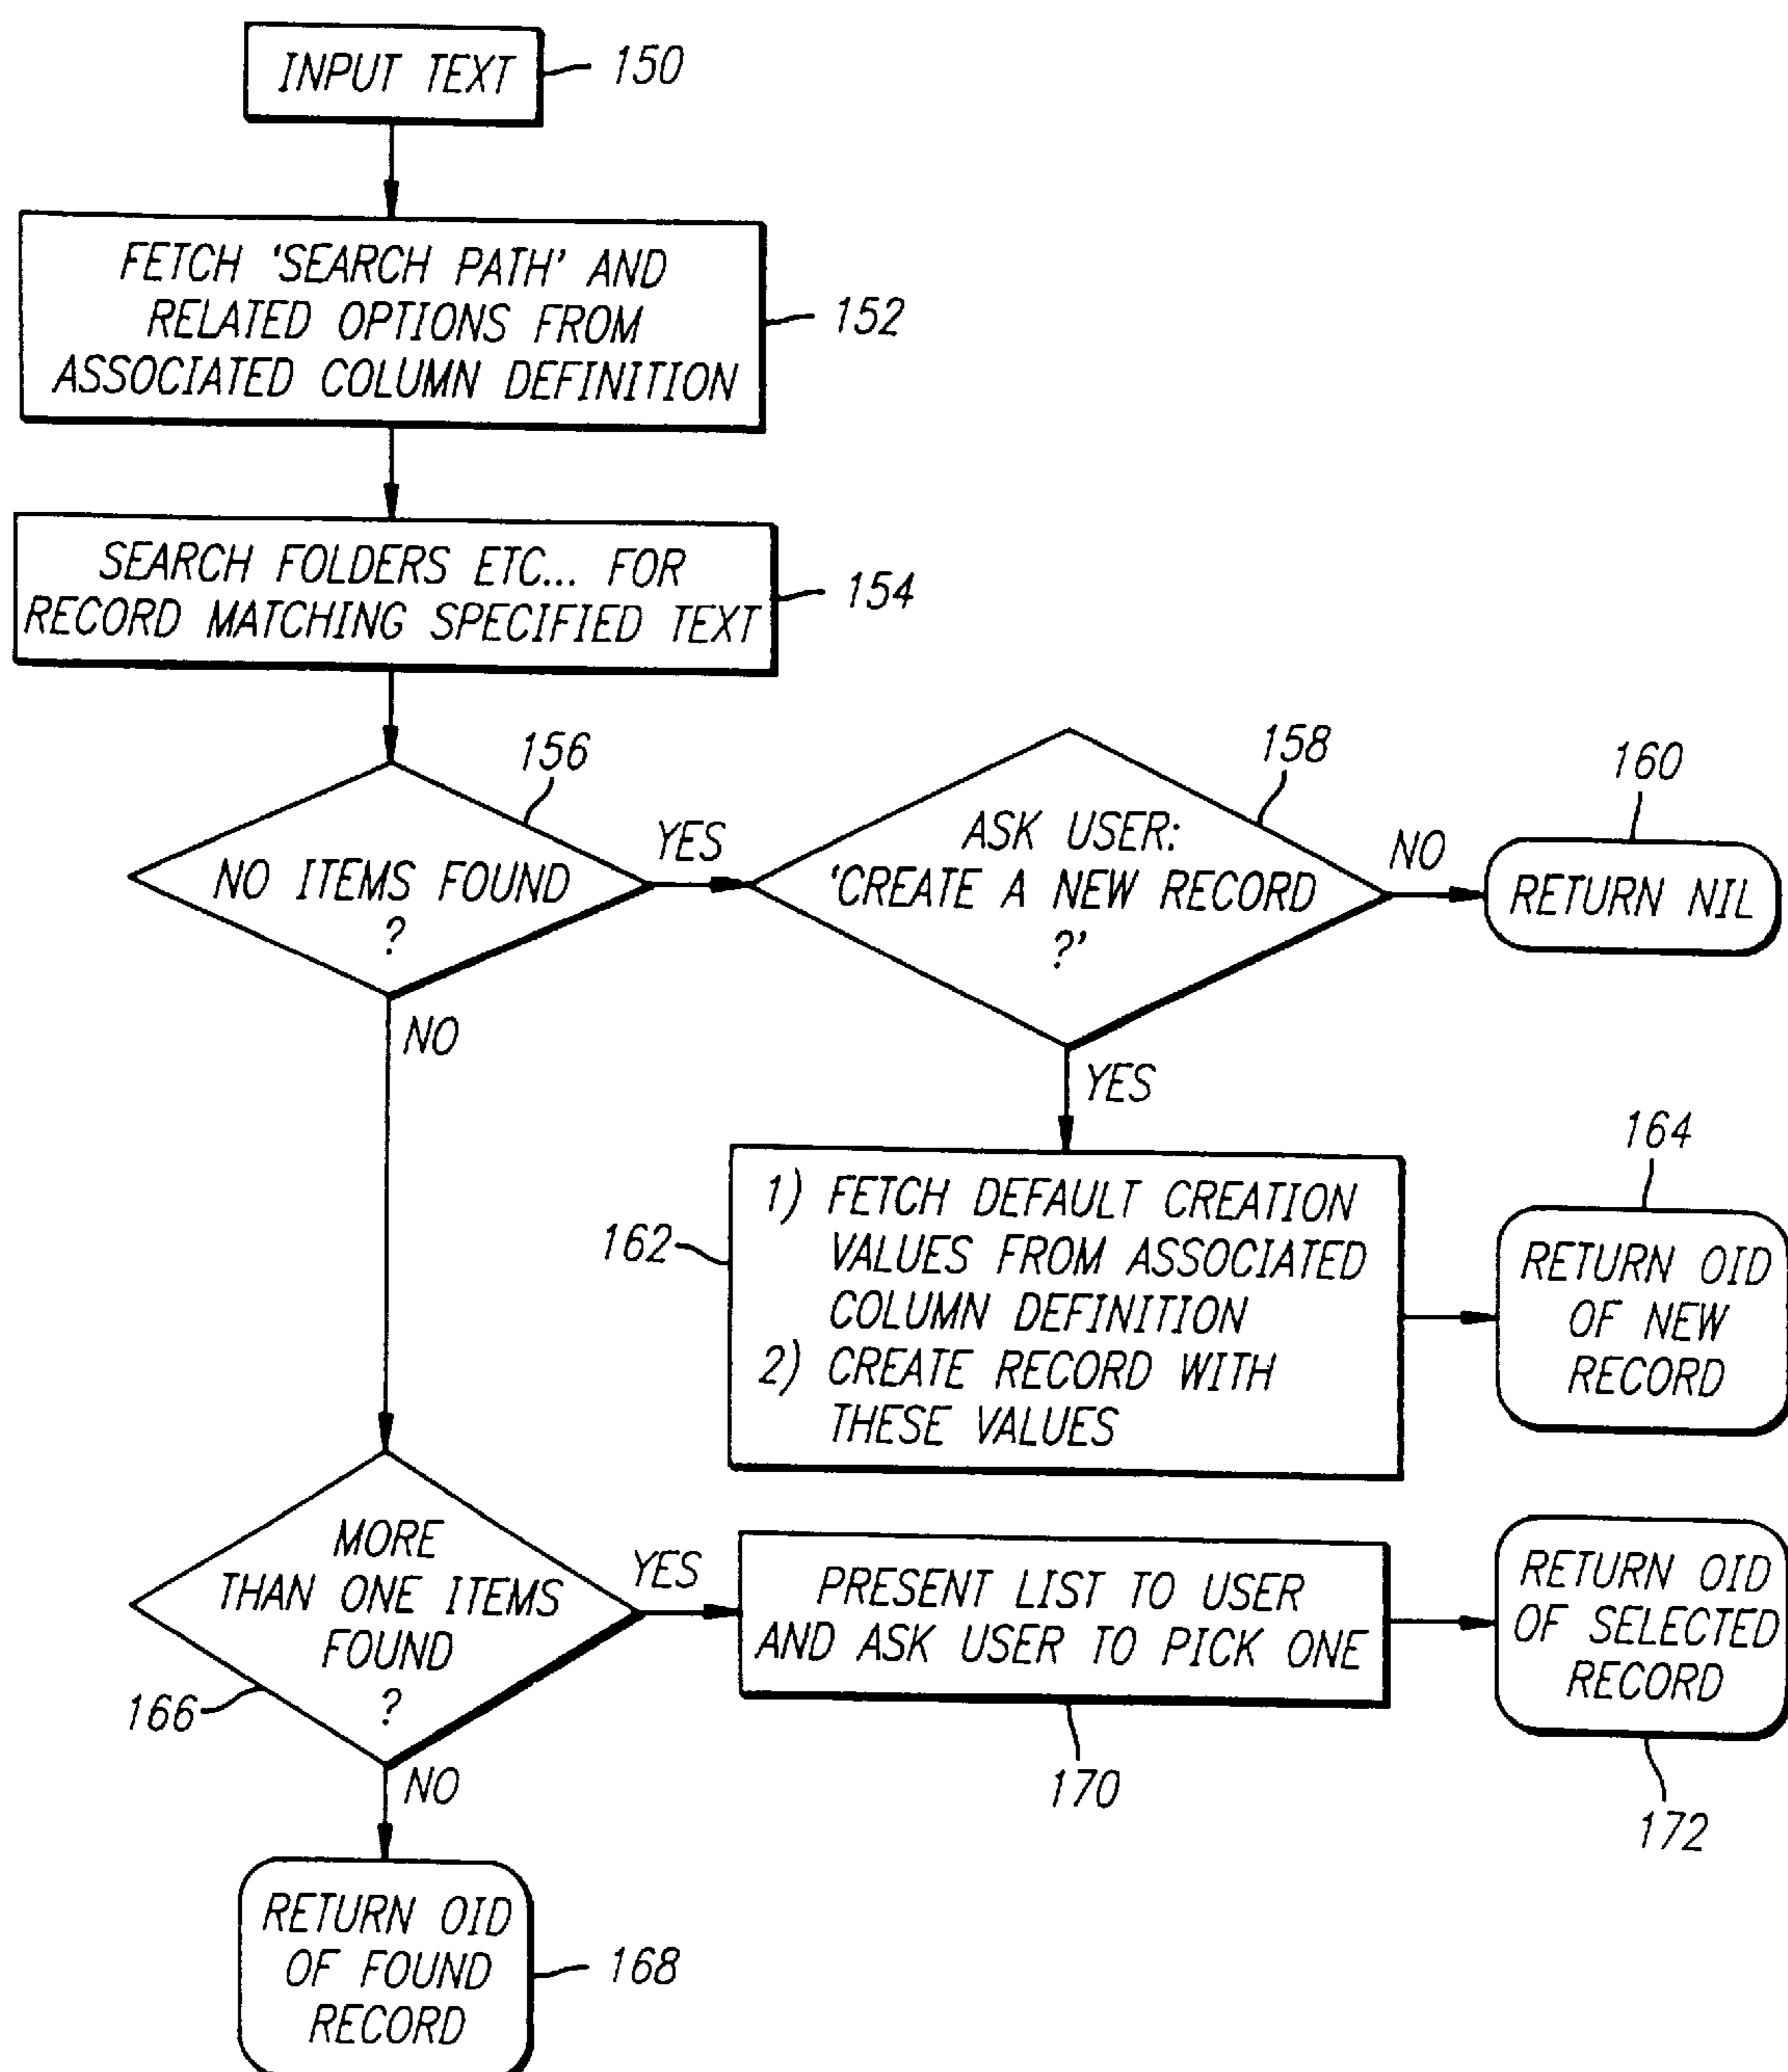 INPUT TEXT
150
FETCH 'SEARCH PATH' AND
RELATED OPTIONS FROM
ASSOCIATED COLUMN DEFINITION
152
SEARCH FOLDERS ETC... FOR
RECORD MATCHING SPECIFIED TEXT
154
156
NO ITEMS FOUND
?
YES
NO
158
ASK USER:
'CREATE A NEW RECORD
?'
NO
YES
160
RETURN NIL
162
1) FETCH DEFAULT CREATION
VALUES FROM ASSOCIATED
COLUMN DEFINITION
2) CREATE RECORD WITH
THESE VALUES
164
RETURN OID
OF NEW
RECORD
MORE
THAN ONE ITEMS
FOUND
?
166
YES
NO
PRESENT LIST TO USER
AND ASK USER TO PICK ONE
170
RETURN OID
OF SELECTED
RECORD
172
RETURN OID
OF FOUND
RECORD
168